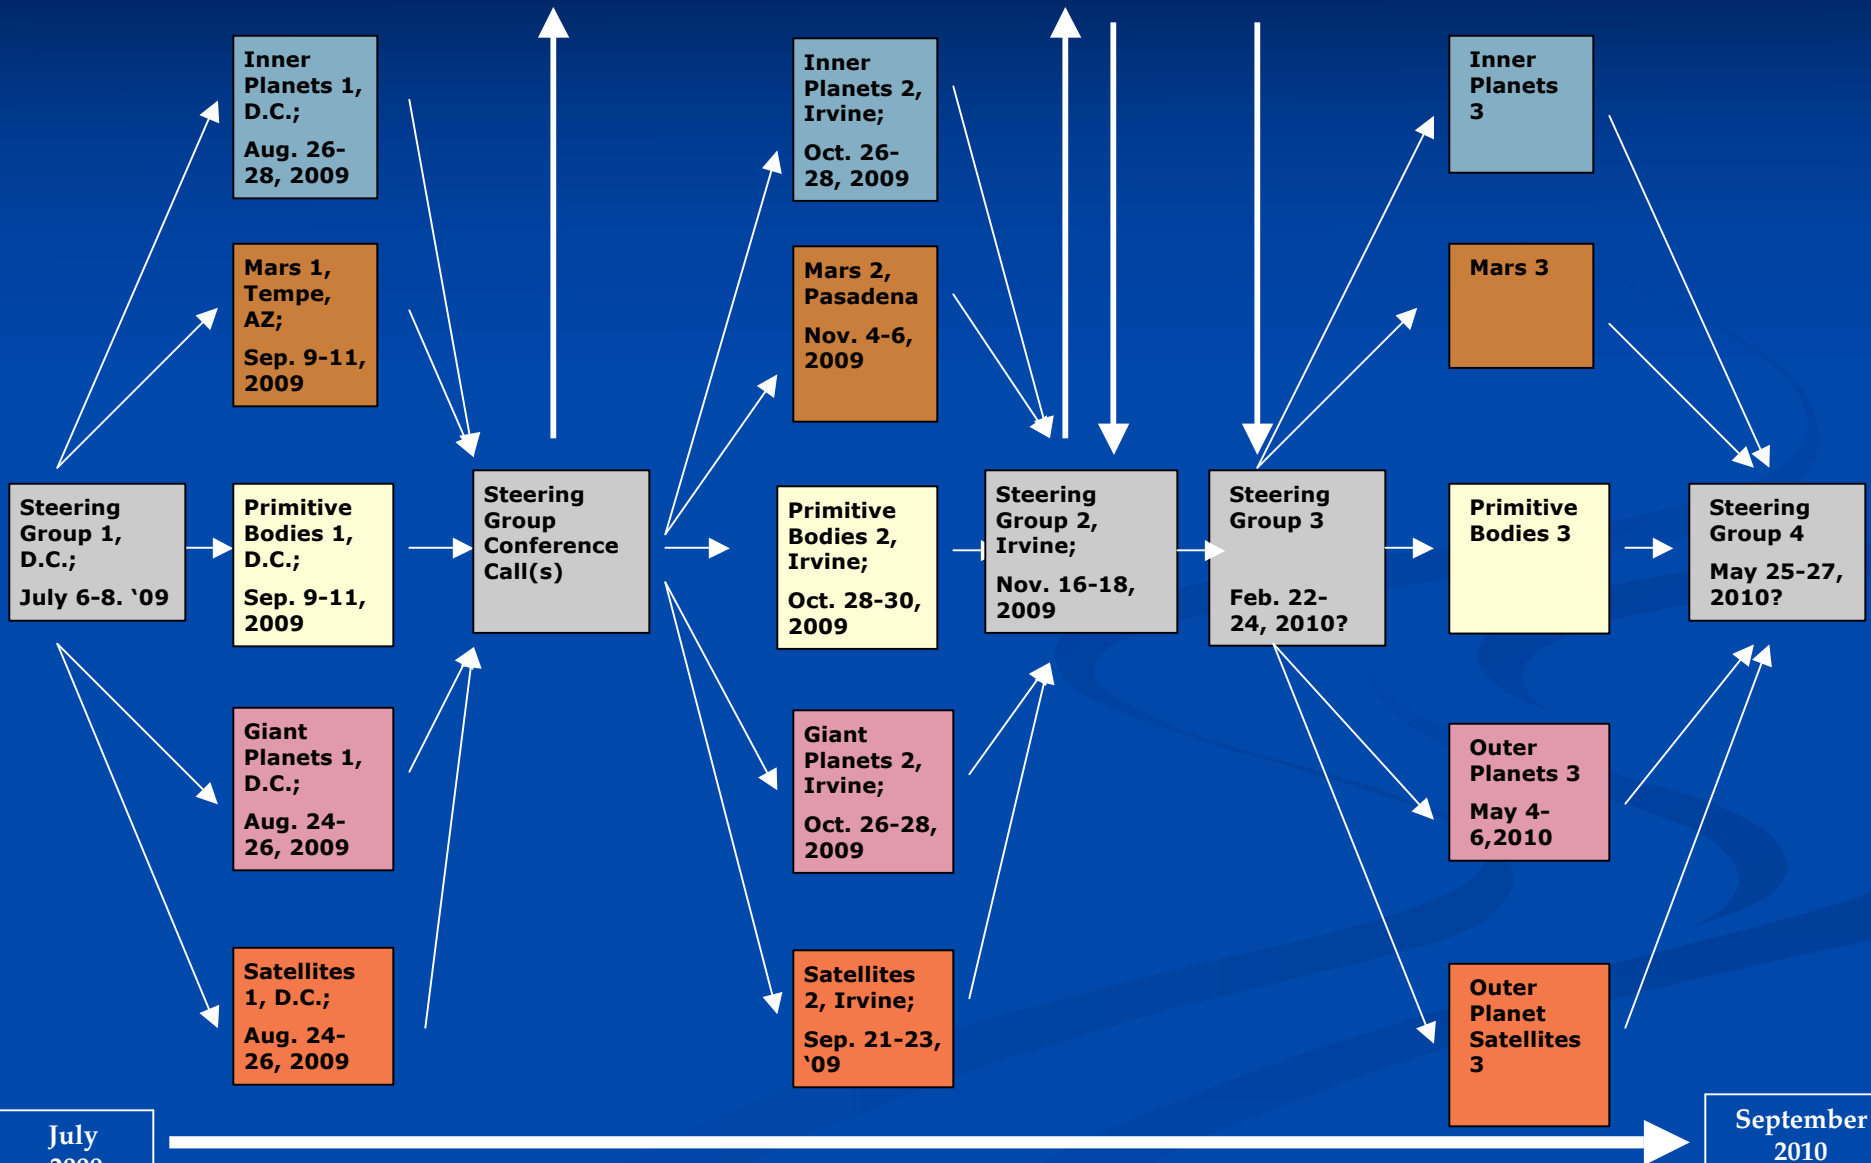 Inner
Planets 1,
D.C.;
Aug. 26-
28, 2009
Inner
Planets 2,
Irvine;
Oct. 26-
28, 2009
Inner
Planets
3
Mars 1,
Tempe,
AZ;
Sep. 9-11,
2009
Mars 2,
Pasadena
Nov. 4-6,
2009
Mars 3
Steering
Group 1,
D.C.;
July 6-8. ‘09
Primitive
Bodies 1,
D.C.;
Sep. 9-11,
2009
Steering
Group
Conference
Call(s)
Primitive
Bodies 2,
Irvine;
Oct. 28-30,
2009
Steering
Group 2,
Irvine;
Nov. 16-18,
2009
Steering
Group 3
Feb. 22-
24, 2010?
Primitive
Bodies 3
Steering
Group 4
May 25-27,
2010?
Giant
Planets 1,
D.C.;
Aug. 24-
26, 2009
Giant
Planets 2,
Irvine;
Oct. 26-28,
2009
Outer
Planets 3
May 4-
6,2010
Satellites
1, D.C.;
Aug. 24-
26, 2009
Satellites
2, Irvine;
Sep. 21-23,
‘09
Outer
Planet
Satellites
3
July
2009
September
2010